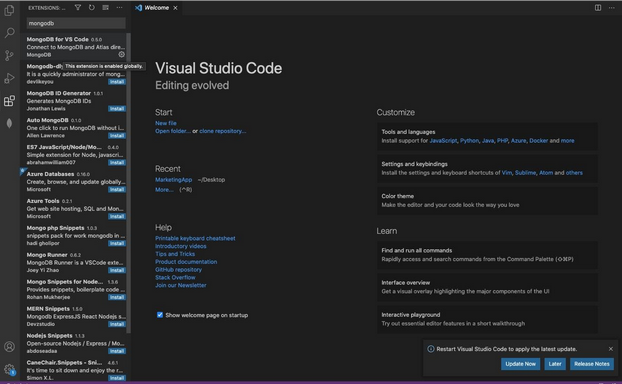 EXTENSIONS: ...
Welcome
mongodb
MongoDB for VS Code 0.5.0
Connect to MongoDB and Atlas dire...
MongoDB
This extension is enabled globally.
It is a quickly administrator of mong...
devlikeyou Install
MongoDB ID Generator 1.0.1
Generates MongoDB IDs
Jonathan Lewis Install
Auto MongoDB 0.1.0
One click to run MongoDB without i...
Allen Lawrence Install
ES7 JavaScript/Node/Mo... 0.4.0
Simple extension for Node, javascri...
abrahamwilliam007 Install
Azure Databases 0.16.0
Create, browse, and update globally...
Microsoft Install
Azure Tools 0.2.1
Get web site hosting, SQL and Mon...
Microsoft Install
Mongo php Snippets 1.0.3
snippets pack for work mongodb in ...
hadi gholipor Install
Mongo Runner 0.6.2
MongoDB Runner is a VSCode exte...
Joey Yi Zhao Install
Mongo Snippets for Node... 1.3.6
Provides snippets, boilerplate code ...
Rohan Mukherjee Install
MERN Snippets 1.5.0
MongoDB ExpressJS React Nodejs s...
Devzstudio Install
Nodejs Snippets 1.1.3
Open-source Nodejs / Express / Mo...
abdoseadaa Install
CaneChair.Snippets - Sni... 4.6.1
It's time to sit down and enjoy the r...
Simon X.L. Install
Visual Studio Code
Editing evolved
Start
New file
Open folder... or clone repository...
Recent
MarketingApp ~/Desktop
More... (^R)
Help
Printable keyboard cheatsheet
Introductory videos
Tips and Tricks
Product documentation
GitHub repository
Stack Overflow
Join our Newsletter
Show welcome page on startup
Customize
Tools and languages
Install support for JavaScript, Python, Java, PHP, Azure, Docker and more
Settings and keybindings
Install the settings and keyboard shortcuts of Vim, Sublime, Atom and others
Color theme
Make the editor and your code look the way you love
Learn
Find and run all commands
Rapidly access and search commands from the Command Palette (⇧⌘P)
Interface overview
Get a visual overlay highlighting the major components of the UI
Interactive playground
Try out essential editor features in a short walkthrough
Restart Visual Studio Code to apply the latest update.
Update Now Later Release Notes